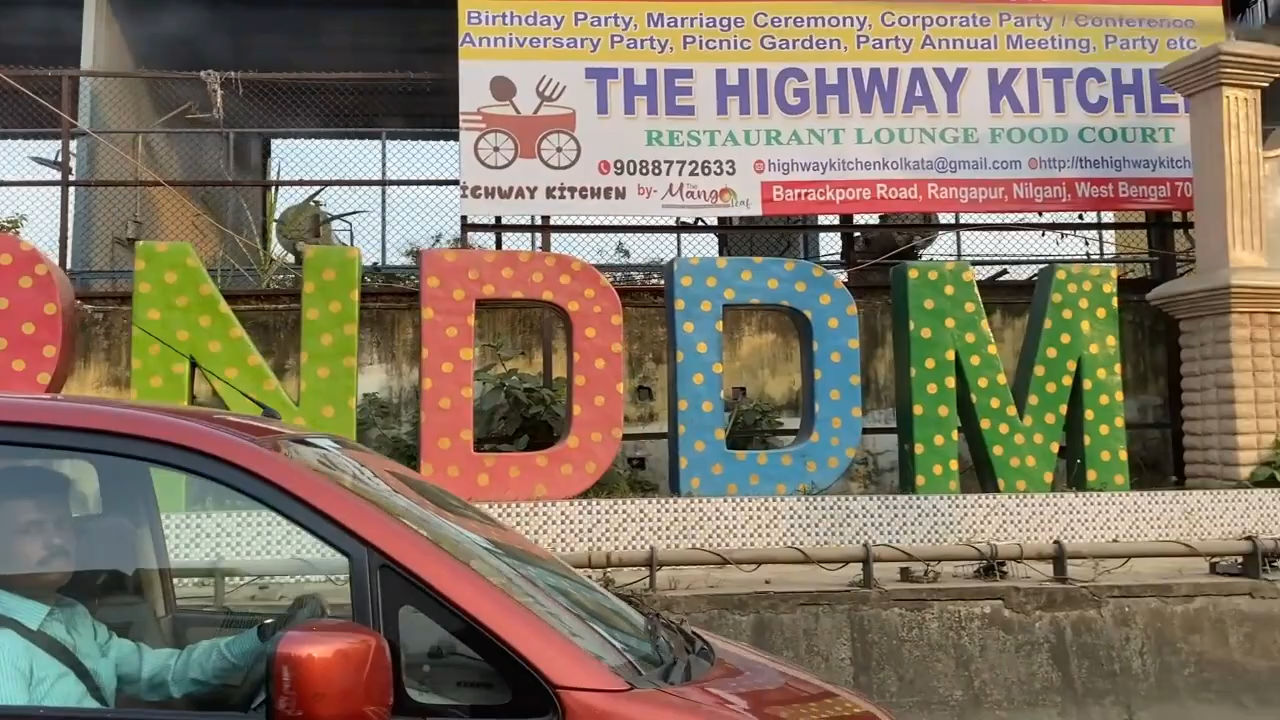 Birthday Party, Marriage Ceremony, Corporate Party / Conference
Anniversary Party, Picnic Garden, Party Annual Meeting, Party etc
THE HIGHWAY KITCHE
RESTAURANT LOUNGE FOOD COURT
9088772633 highwaykitchenkolkata@gmail.com http://thehighwaykitch
IGHWAY KITCHEN by- The Mango Leaf
Barrackpore Road, Rangapur, Nilganj, West Bengal 70
NDDM